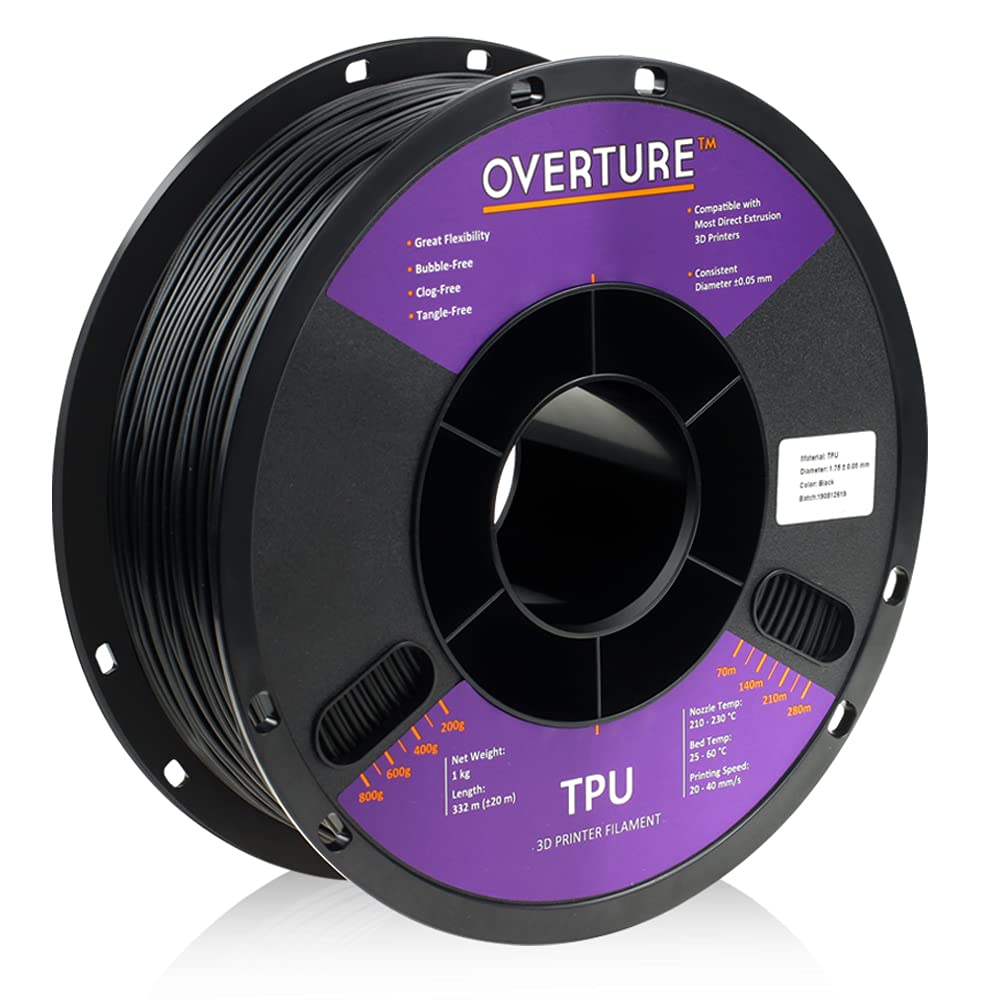 OVERTURE™
• Great Flexibility
• Bubble-Free
• Clog-Free
• Tangle-Free
• Compatible with
Most Direct Extrusion
3D Printers
• Consistent
Diameter ±0.05 mm
Material: TPU
Diameter: 1.75 ± 0.05 mm
Color: Black
Batch:190812619
200g
400g
600g
800g
Net Weight:
1 kg
Length:
332 m (±20 m)
TPU
3D PRINTER FILAMENT
70m
140m
210m
280m
Nozzle Temp:
210 - 230 °C
Bed Temp:
25 - 60 °C
Printing Speed:
20 - 40 mm/s